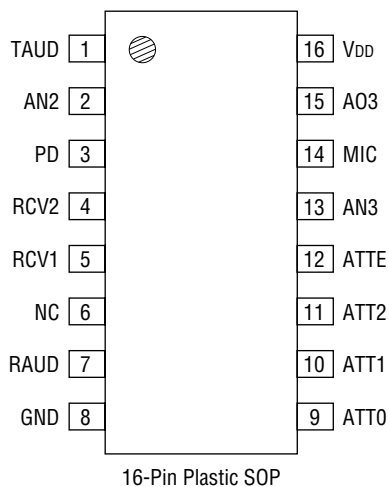 TAUD 1 16 VDD
AN2 2 15 AO3
PD 3 14 MIC
RCV2 4 13 AN3
RCV1 5 12 ATTE
NC 6 11 ATT2
RAUD 7 10 ATT1
GND 8 9 ATT0
16-Pin Plastic SOP